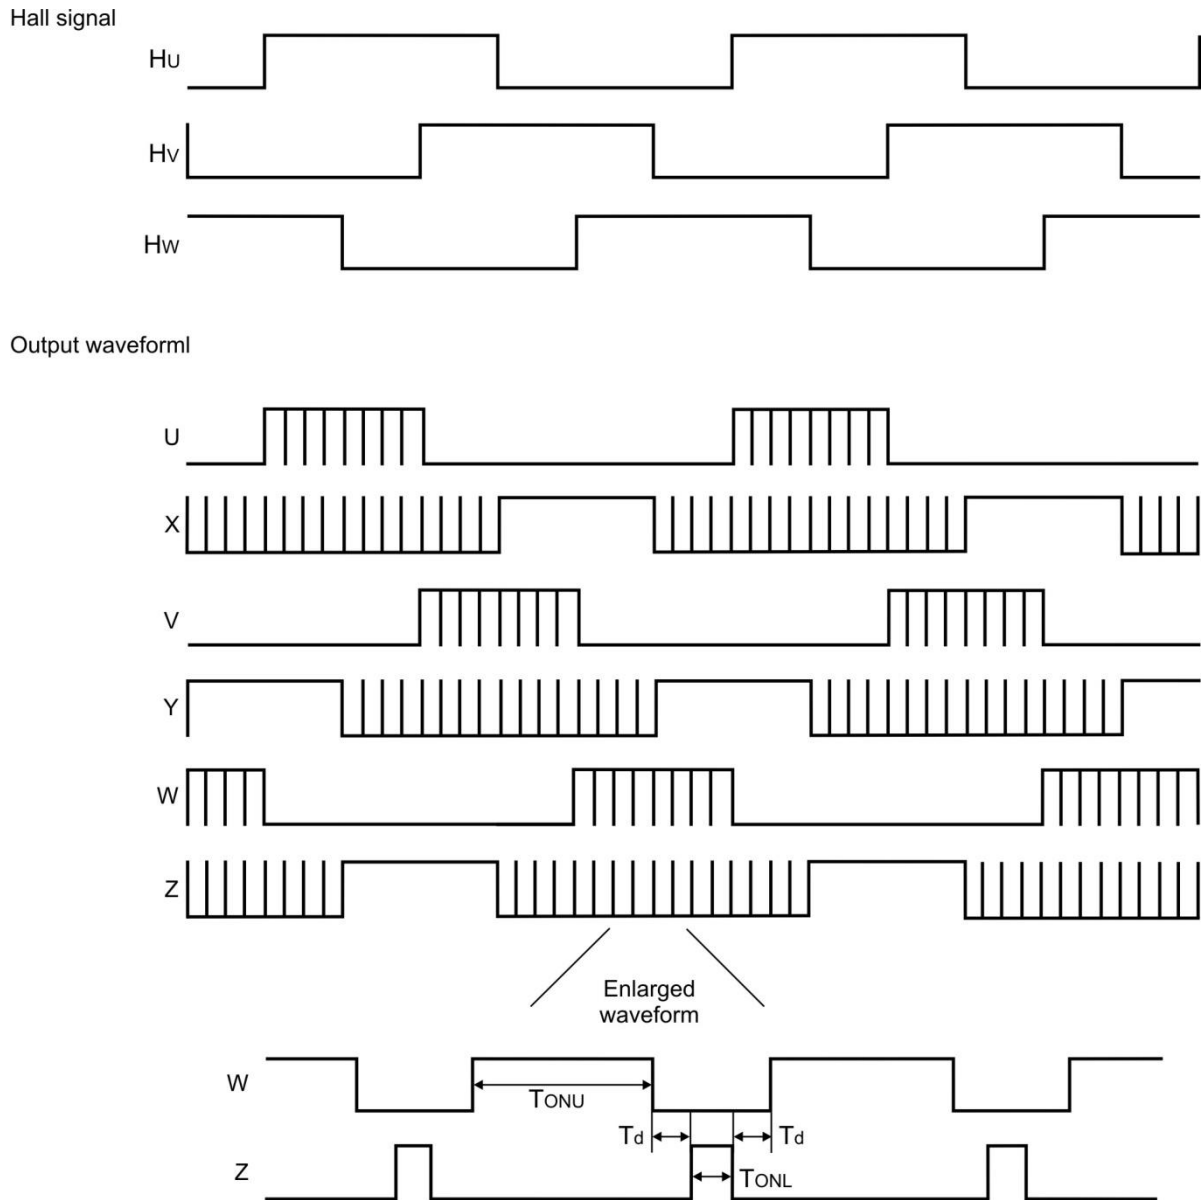 Hall signal
HU
HV
HW
Output waveforml
U
X
V
Y
W
Z
Enlarged
waveform
W
TONU
Td
Td
Z
TONL